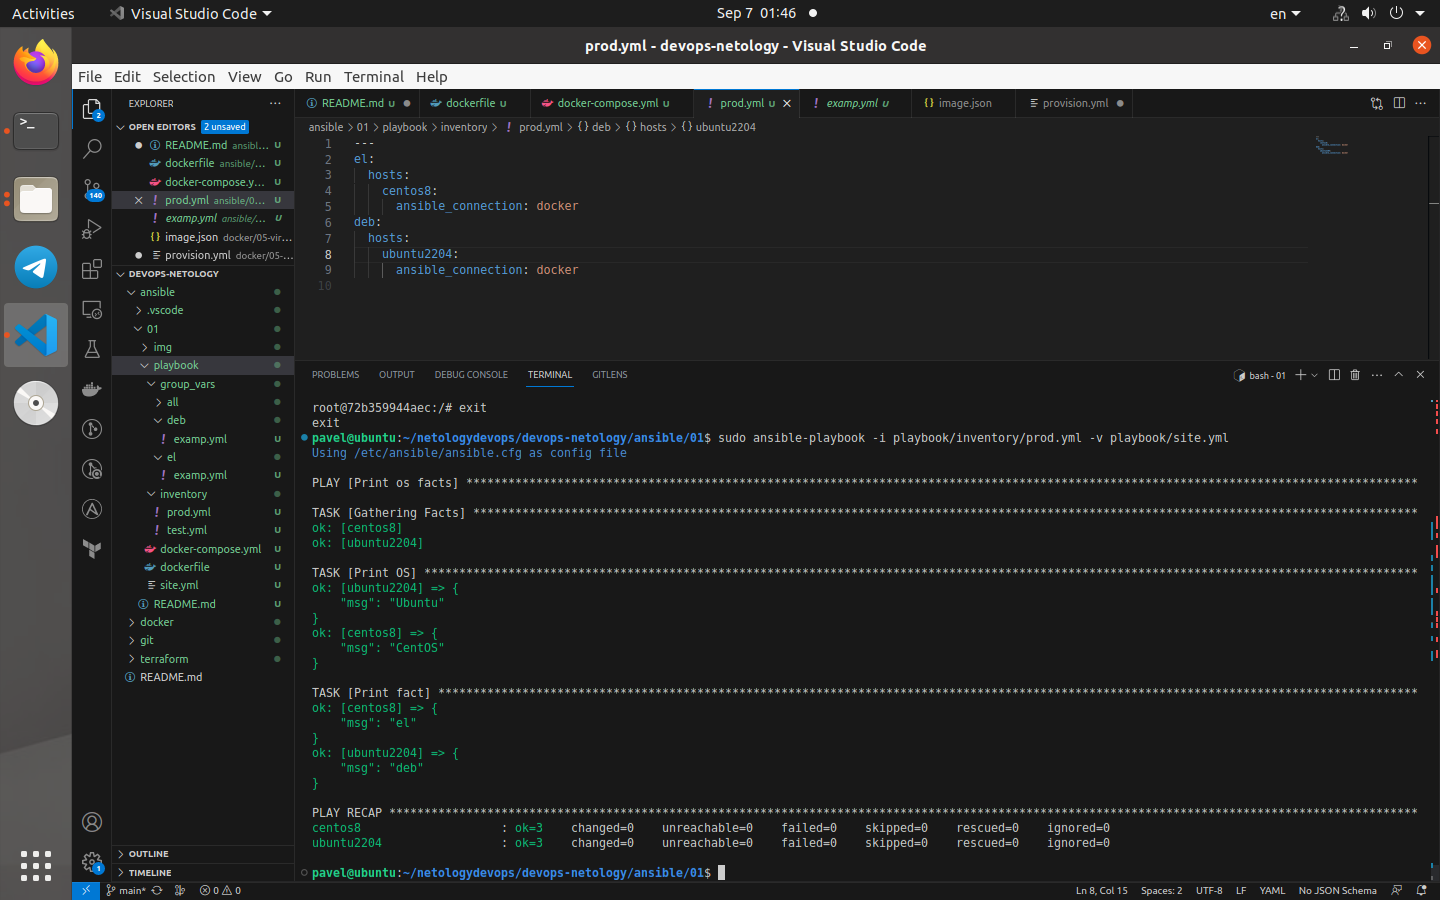 Activities
Visual Studio Code
Sep 7 01:46
en
prod.yml - devops-netology - Visual Studio Code
File Edit Selection View Go Run Terminal Help
EXPLORER
OPEN EDITORS 2 unsaved
README.md ansibl... U
dockerfile ansible/... U
docker-compose.y... U
prod.yml ansible/0... U
examp.yml ansible/... U
image.json docker/05-vir...
provision.yml docker/05-...
DEVOPS-NETOLOGY
ansible
.vscode
01
img
playbook
group_vars
all
deb
examp.yml U
el
examp.yml U
inventory
prod.yml U
test.yml U
docker-compose.yml U
dockerfile U
site.yml U
README.md U
docker
git
terraform
README.md
OUTLINE
TIMELINE
2
140
1
README.md U
dockerfile U
docker-compose.yml U
prod.yml U
examp.yml U
image.json
provision.yml
ansible > 01 > playbook > inventory > ! prod.yml > {} deb > {} hosts > {} ubuntu2204
1 ---
2 el:
3 hosts:
4 centos8:
5 ansible_connection: docker
6 deb:
7 hosts:
8 ubuntu2204:
9 ansible_connection: docker
10
PROBLEMS OUTPUT DEBUG CONSOLE TERMINAL GITLENS
bash - 01
root@72b359944aec:/# exit
exit
pavel@ubuntu:~/netologydevops/devops-netology/ansible/01$ sudo ansible-playbook -i playbook/inventory/prod.yml -v playbook/site.yml
Using /etc/ansible/ansible.cfg as config file
PLAY [Print os facts] ****************************************************************************************************************************************
TASK [Gathering Facts] ***************************************************************************************************************************************
ok: [centos8]
ok: [ubuntu2204]
TASK [Print OS] **********************************************************************************************************************************************
ok: [ubuntu2204] => {
"msg": "Ubuntu"
}
ok: [centos8] => {
"msg": "CentOS"
}
TASK [Print fact] ********************************************************************************************************************************************
ok: [centos8] => {
"msg": "el"
}
ok: [ubuntu2204] => {
"msg": "deb"
}
PLAY RECAP ***************************************************************************************************************************************************
centos8 : ok=3 changed=0 unreachable=0 failed=0 skipped=0 rescued=0 ignored=0
ubuntu2204 : ok=3 changed=0 unreachable=0 failed=0 skipped=0 rescued=0 ignored=0
pavel@ubuntu:~/netologydevops/devops-netology/ansible/01$
main* 0 0
Ln 8, Col 15 Spaces: 2 UTF-8 LF YAML No JSON Schema